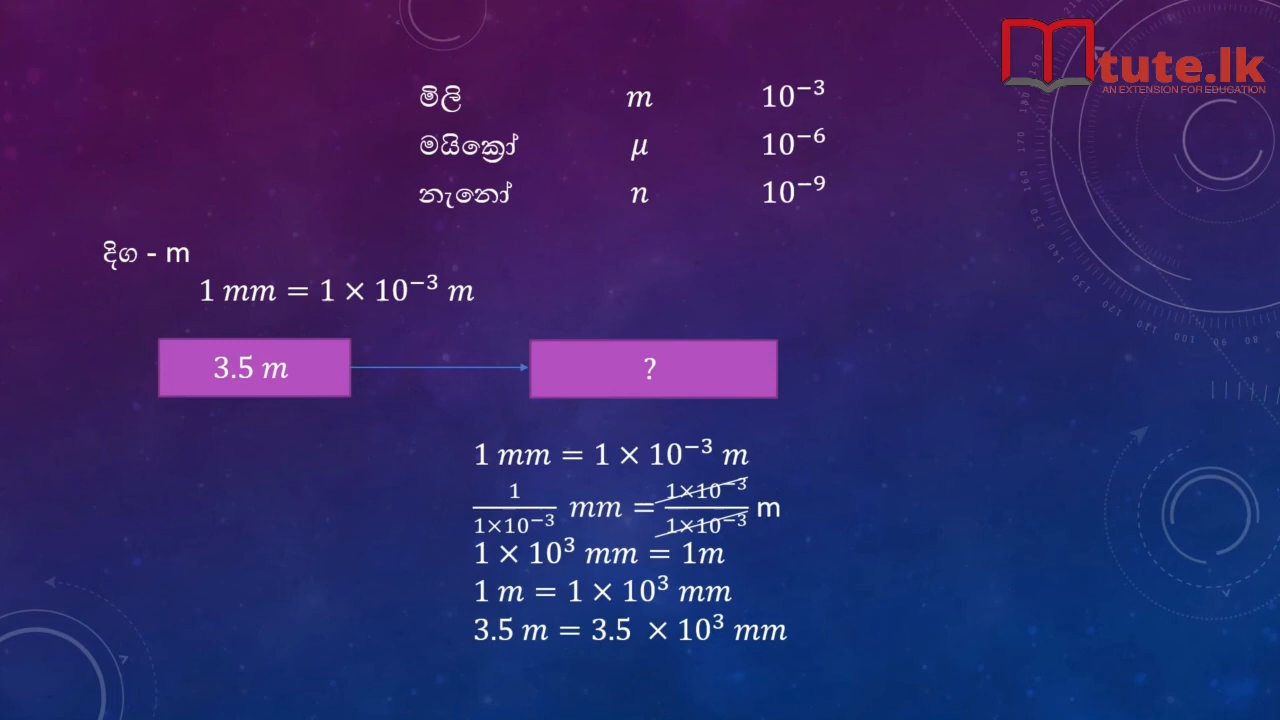 tute.lk
AN EXTENSION FOR EDUCATION
මිලි m 10⁻³
මයික්‍රෝ μ 10⁻⁶
නැනෝ n 10⁻⁹
දිග - m
1 mm = 1 × 10⁻³ m
3.5 m ?
1 mm = 1 × 10⁻³ m
1/(1×10⁻³) mm = (1×10⁻³)/(1×10⁻³) m
1 × 10³ mm = 1m
1 m = 1 × 10³ mm
3.5 m = 3.5 × 10³ mm